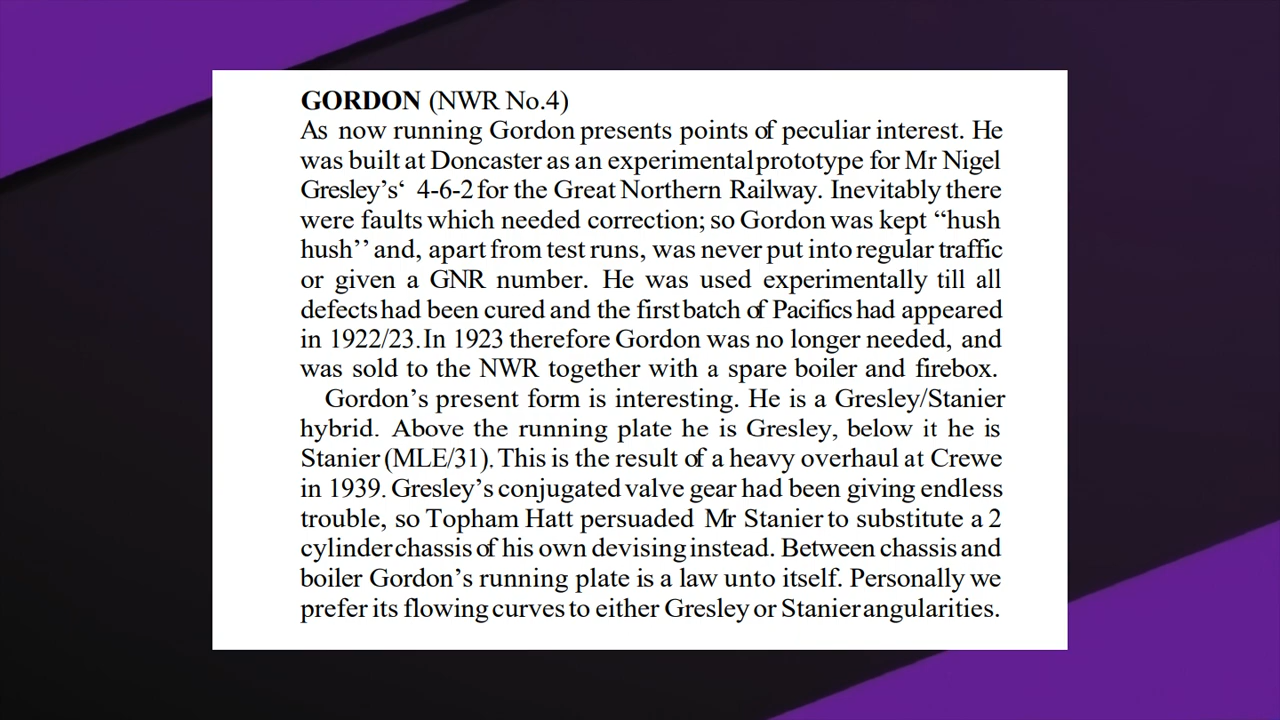 GORDON (NWR No.4)
As now running Gordon presents points of peculiar interest. He
was built at Doncaster as an experimental prototype for Mr Nigel
Gresley’s‘ 4-6-2 for the Great Northern Railway. Inevitably there
were faults which needed correction; so Gordon was kept “hush
hush’’ and, apart from test runs, was never put into regular traffic
or given a GNR number. He was used experimentally till all
defects had been cured and the first batch of Pacifics had appeared
in 1922/23. In 1923 therefore Gordon was no longer needed, and
was sold to the NWR together with a spare boiler and firebox.
Gordon’s present form is interesting. He is a Gresley/Stanier
hybrid. Above the running plate he is Gresley, below it he is
Stanier (MLE/31). This is the result of a heavy overhaul at Crewe
in 1939. Gresley’s conjugated valve gear had been giving endless
trouble, so Topham Hatt persuaded Mr Stanier to substitute a 2
cylinder chassis of his own devising instead. Between chassis and
boiler Gordon’s running plate is a law unto itself. Personally we
prefer its flowing curves to either Gresley or Stanier angularities.